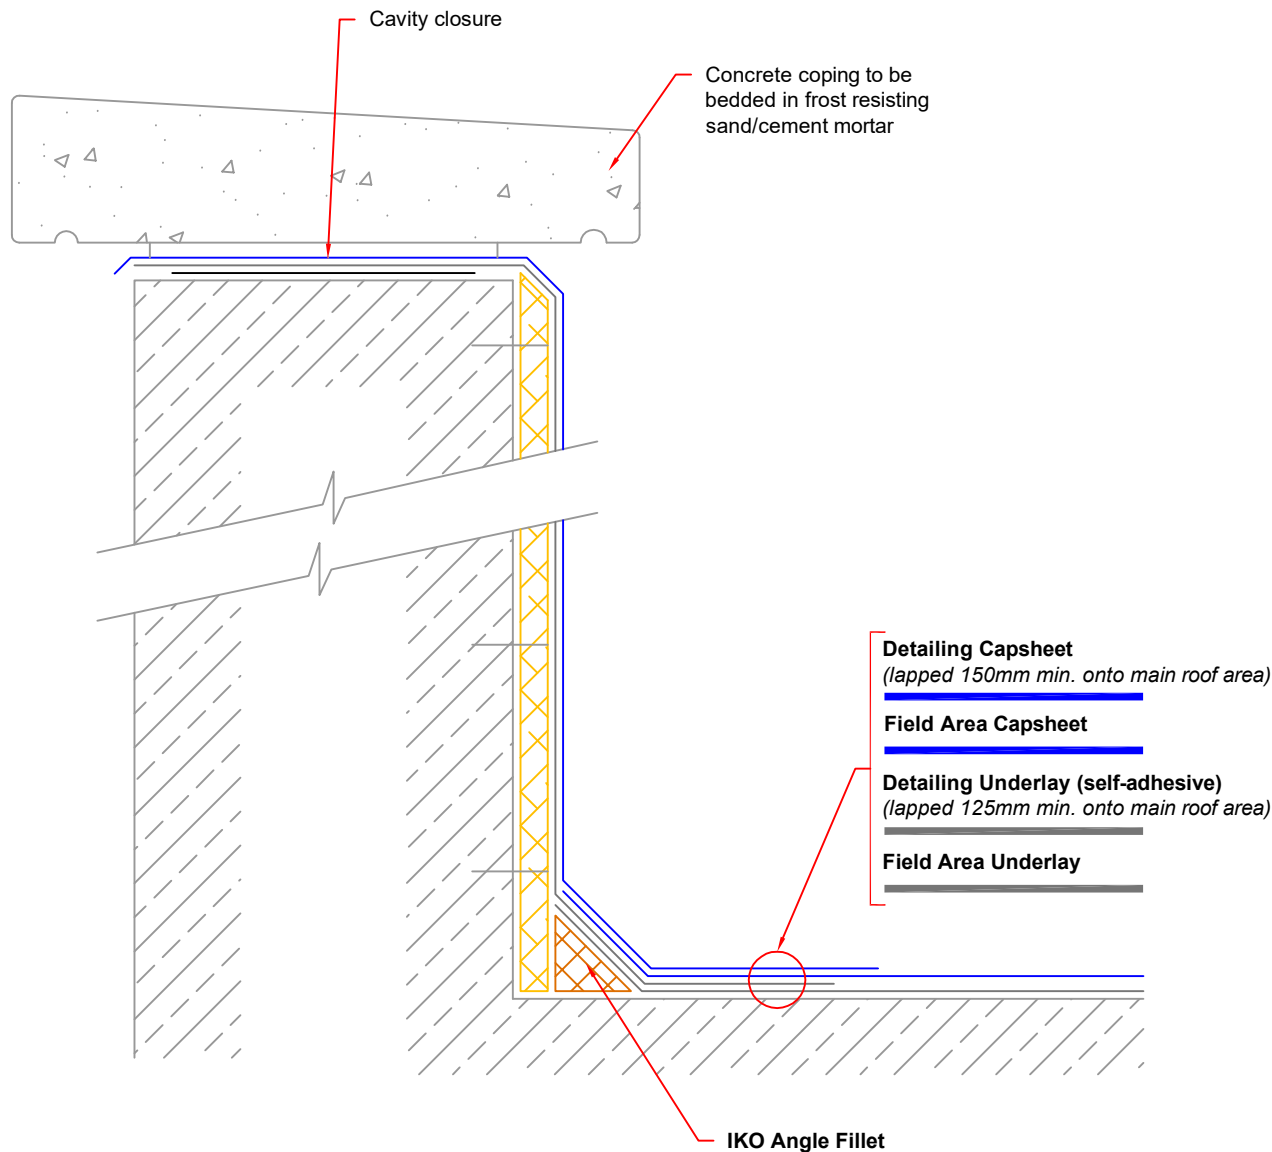 Cavity closure
Concrete coping to be
bedded in frost resisting
sand/cement mortar
Detailing Capsheet
(lapped 150mm min. onto main roof area)
Field Area Capsheet
Detailing Underlay (self-adhesive)
(lapped 125mm min. onto main roof area)
Field Area Underlay
IKO Angle Fillet